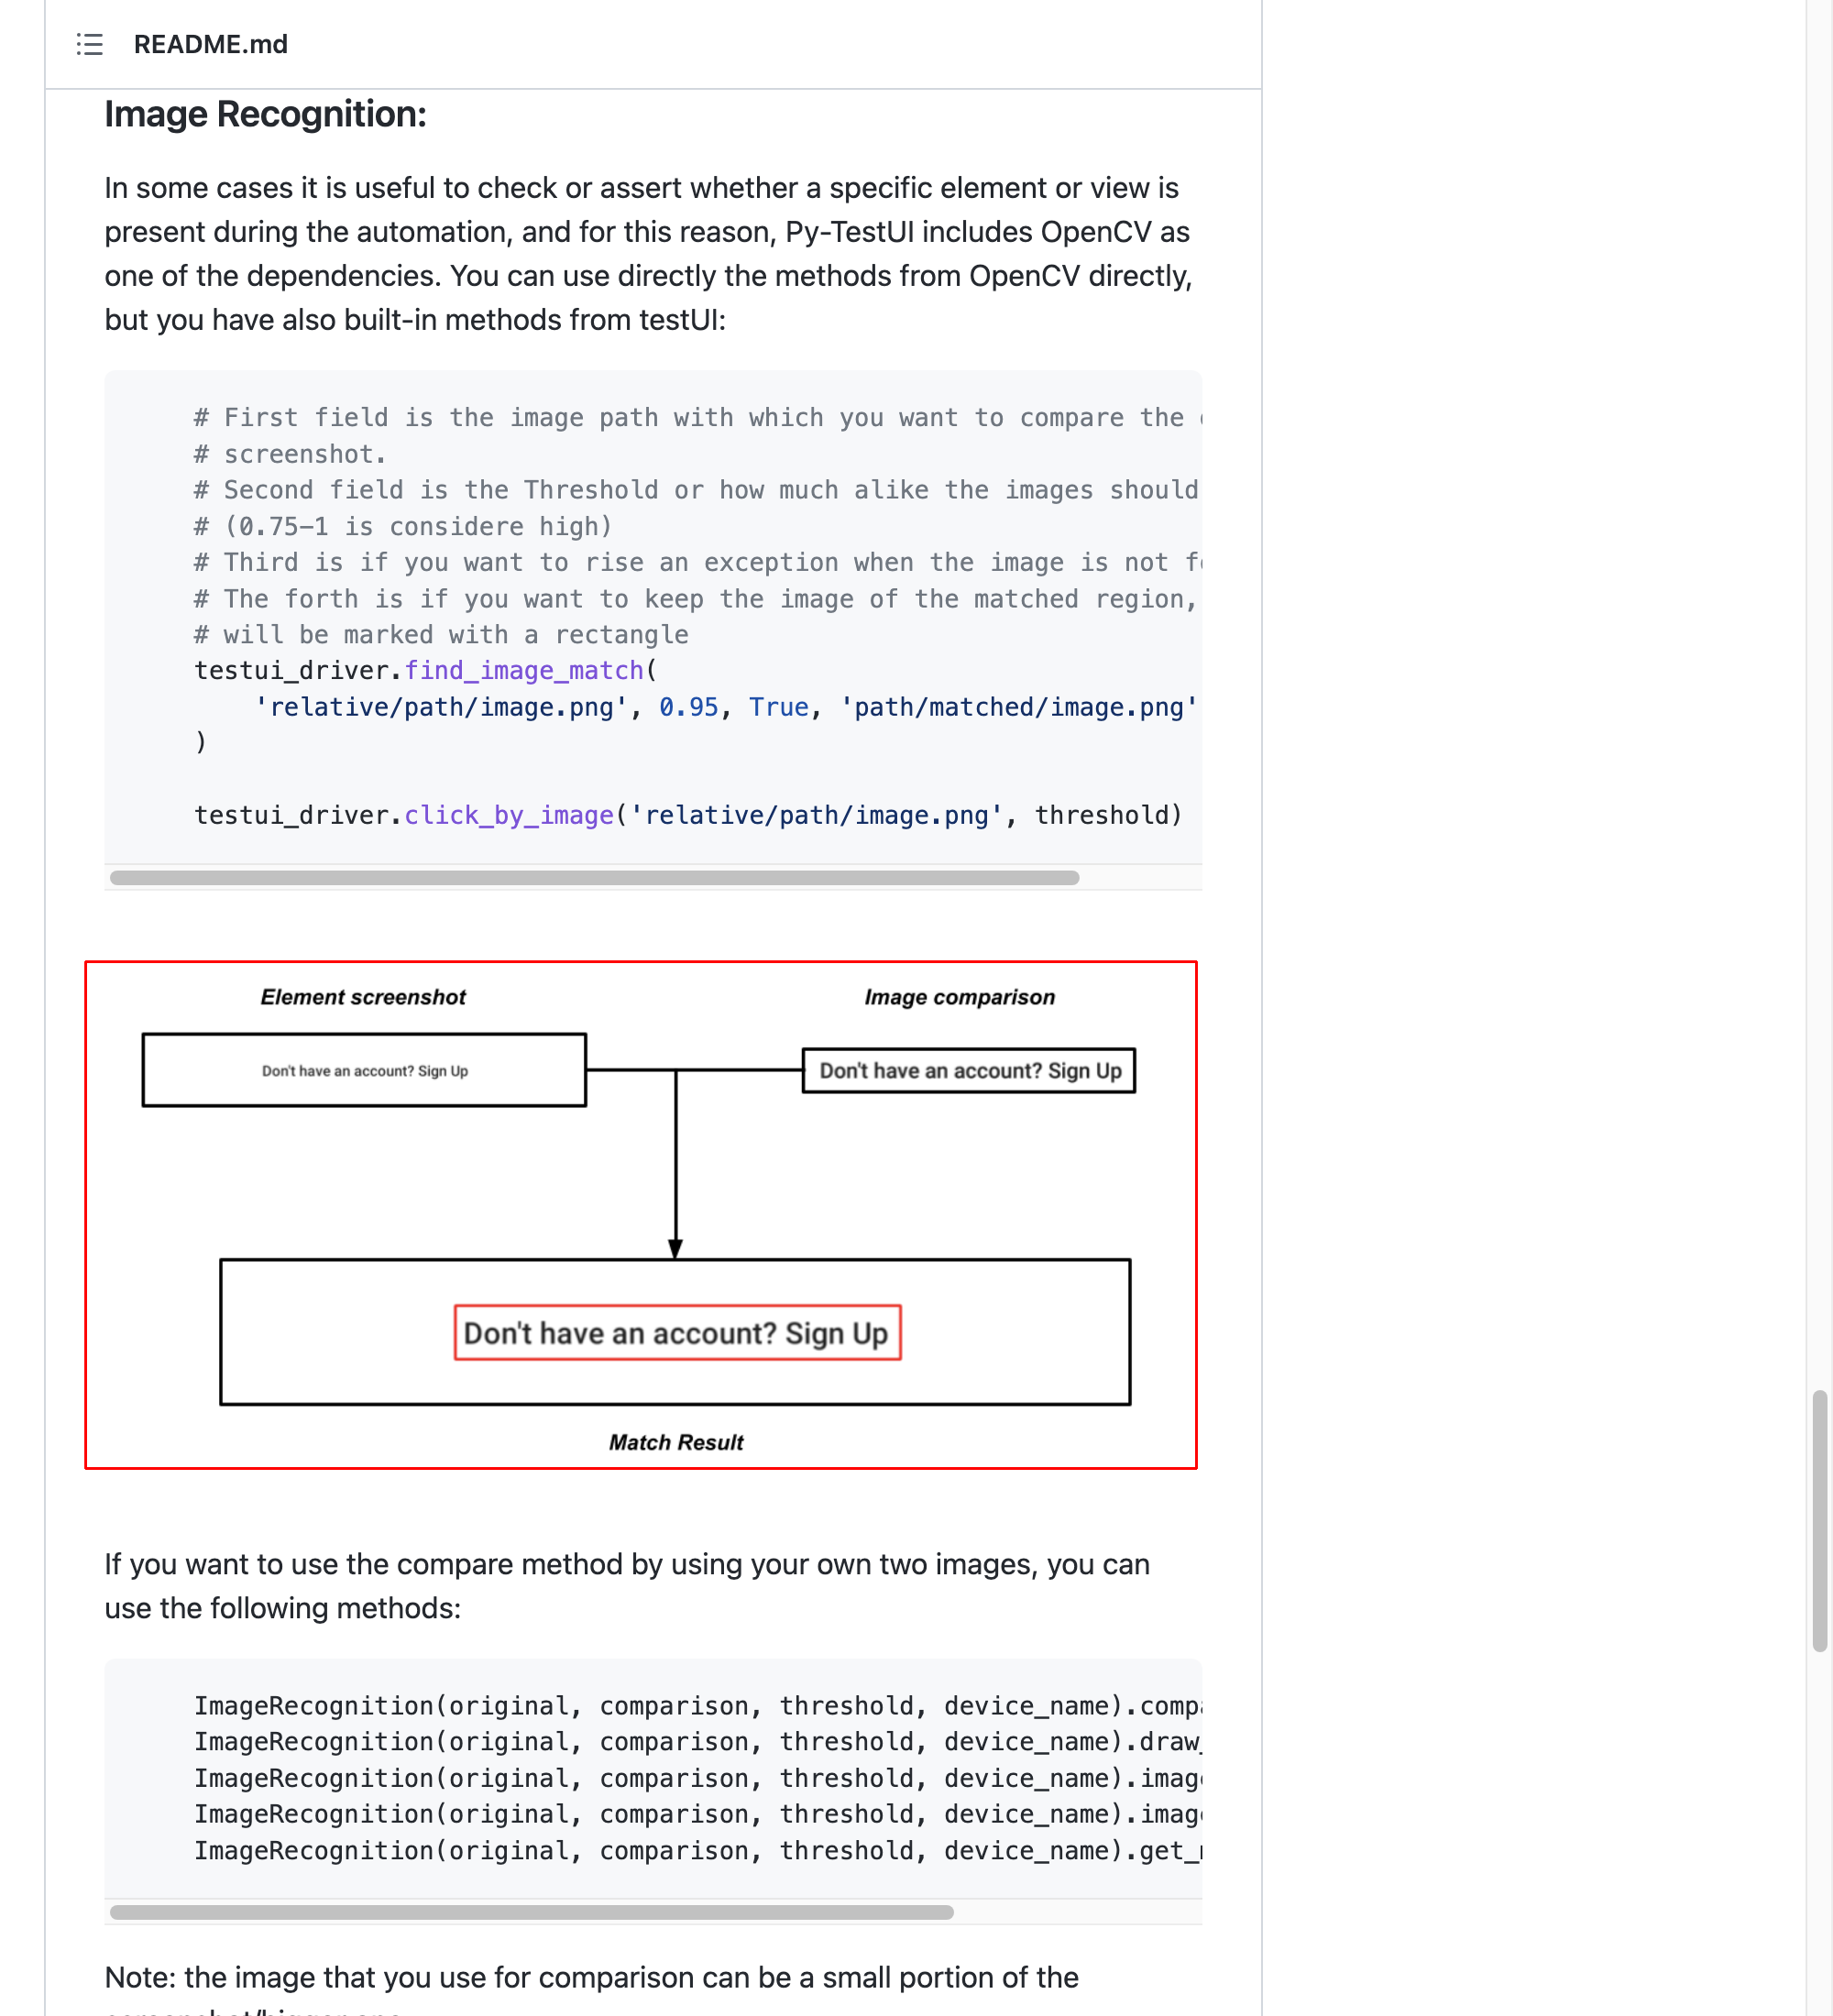 README.md
Image Recognition:
In some cases it is useful to check or assert whether a specific element or view is
present during the automation, and for this reason, Py-TestUI includes OpenCV as
one of the dependencies. You can use directly the methods from OpenCV directly,
but you have also built-in methods from testUI:
# First field is the image path with which you want to compare the
# screenshot.
# Second field is the Threshold or how much alike the images should
# (0.75-1 is considere high)
# Third is if you want to rise an exception when the image is not
# The forth is if you want to keep the image of the matched region,
# will be marked with a rectangle
testui_driver.find_image_match(
'relative/path/image.png', 0.95, True, 'path/matched/image.png'
)
testui_driver.click_by_image('relative/path/image.png', threshold)
Element screenshot
Image comparison
Don't have an account? Sign Up
Don't have an account? Sign Up
Don't have an account? Sign Up
Match Result
If you want to use the compare method by using your own two images, you can
use the following methods:
ImageRecognition(original, comparison, threshold, device_name).comp
ImageRecognition(original, comparison, threshold, device_name).draw_
ImageRecognition(original, comparison, threshold, device_name).imag
ImageRecognition(original, comparison, threshold, device_name).imag
ImageRecognition(original, comparison, threshold, device_name).get_
Note: the image that you use for comparison can be a small portion of the